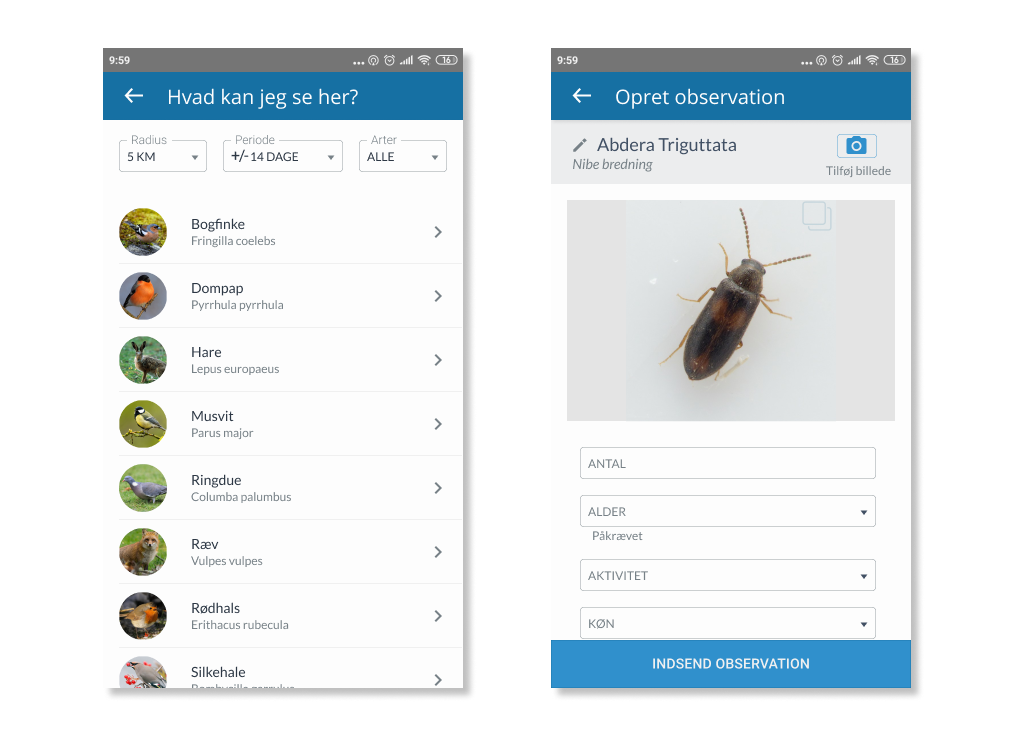 9:59
16
Hvad kan jeg se her?
Radius
Periode
Arter
5 KM
+/- 14 DAGE
ALLE
Bogfinke
Fringilla coelebs
Dompap
Pyrrhula pyrrhula
Hare
Lepus europaeus
Musvit
Parus major
Ringdue
Columba palumbus
Ræv
Vulpes vulpes
Rødhals
Erithacus rubecula
Silkehale
9:59
16
Opret observation
Abdera Triguttata
Nibe bredning
Tilføj billede
ANTAL
ALDER
Påkrævet
AKTIVITET
KØN
INDSEND OBSERVATION